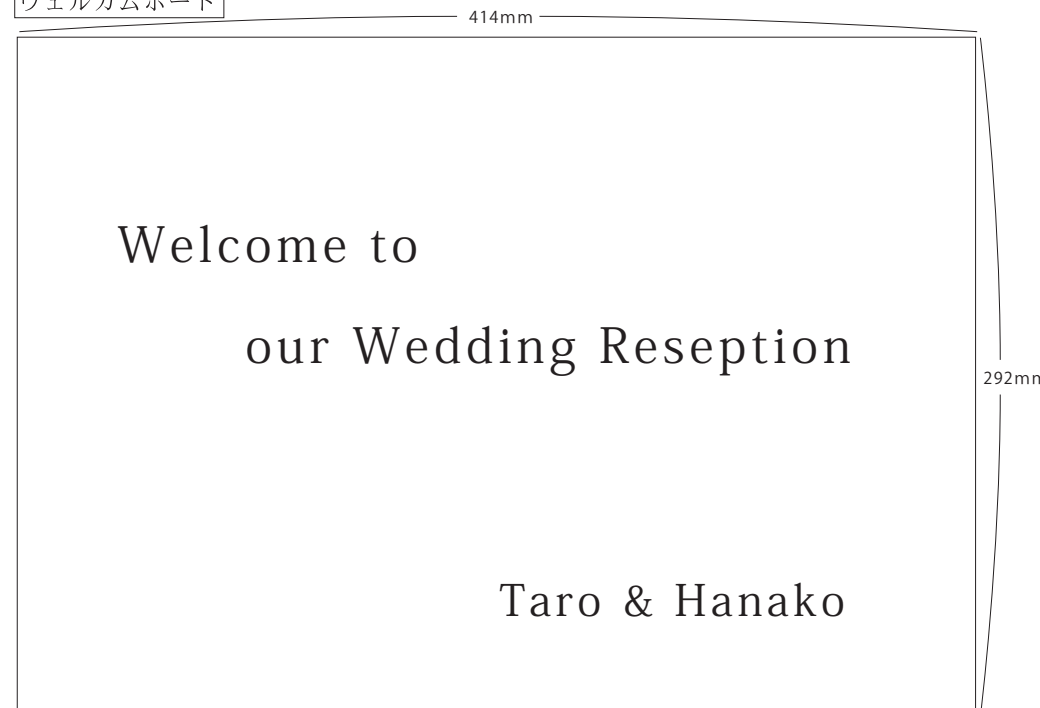 ウェルカムボード
414mm
Welcome to
our Wedding Reseption
292mm
Taro & Hanako